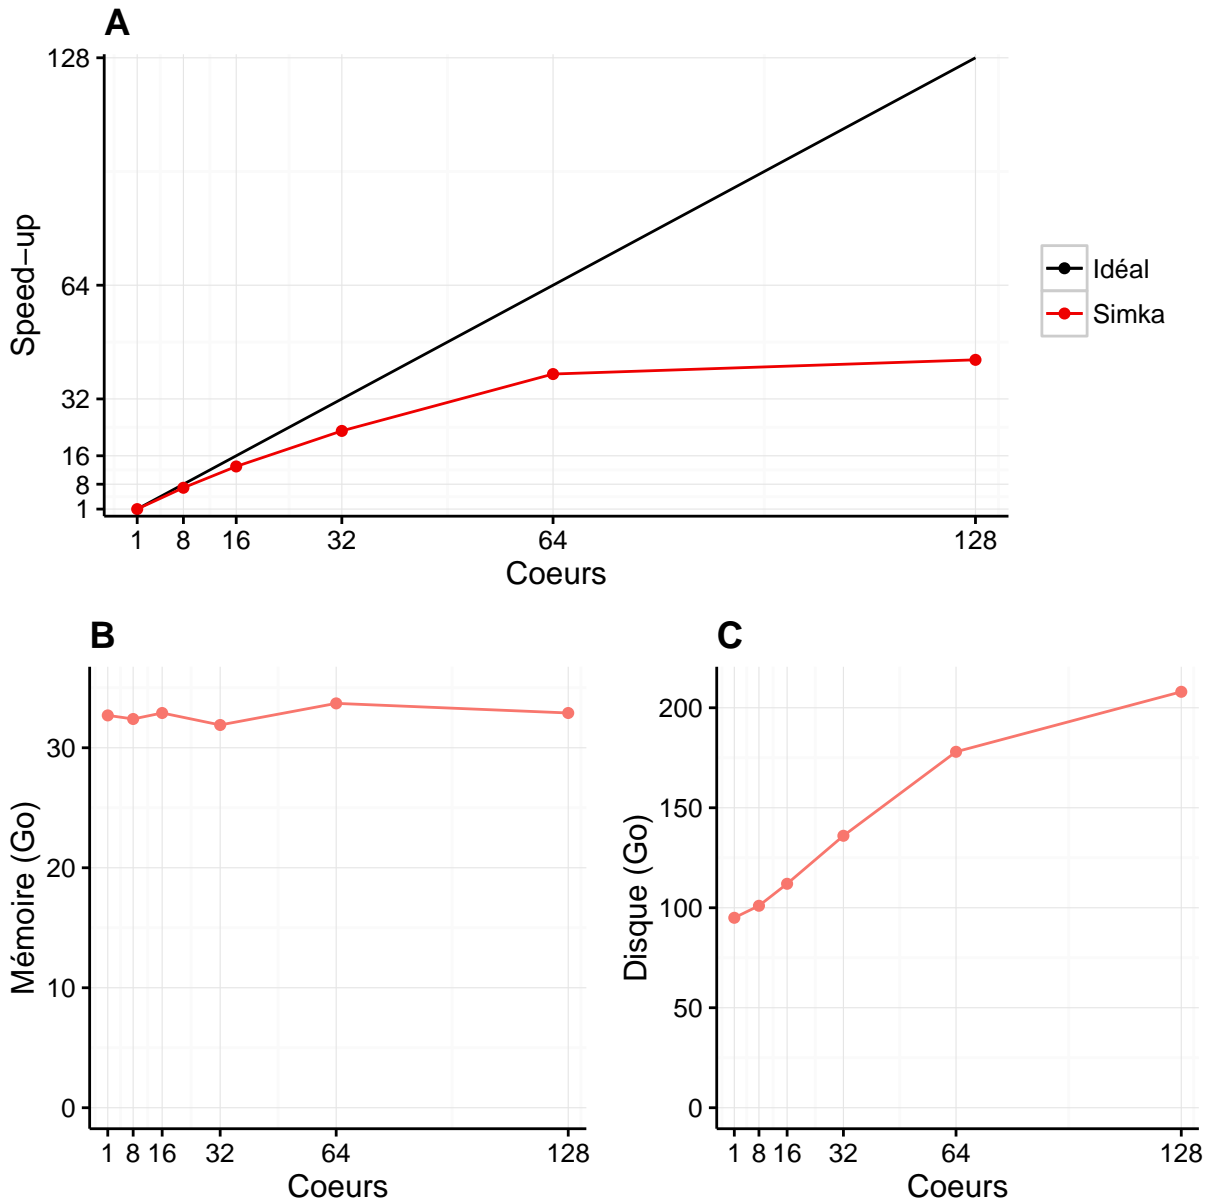 A
128
64
32
16
8
1
Speed-up
1 8 16 32 64 128
Coeurs
Idéal
Simka
B
30
20
10
0
Mémoire (Go)
1 8 16 32 64 128
Coeurs
C
200
150
100
50
0
Disque (Go)
1 8 16 32 64 128
Coeurs